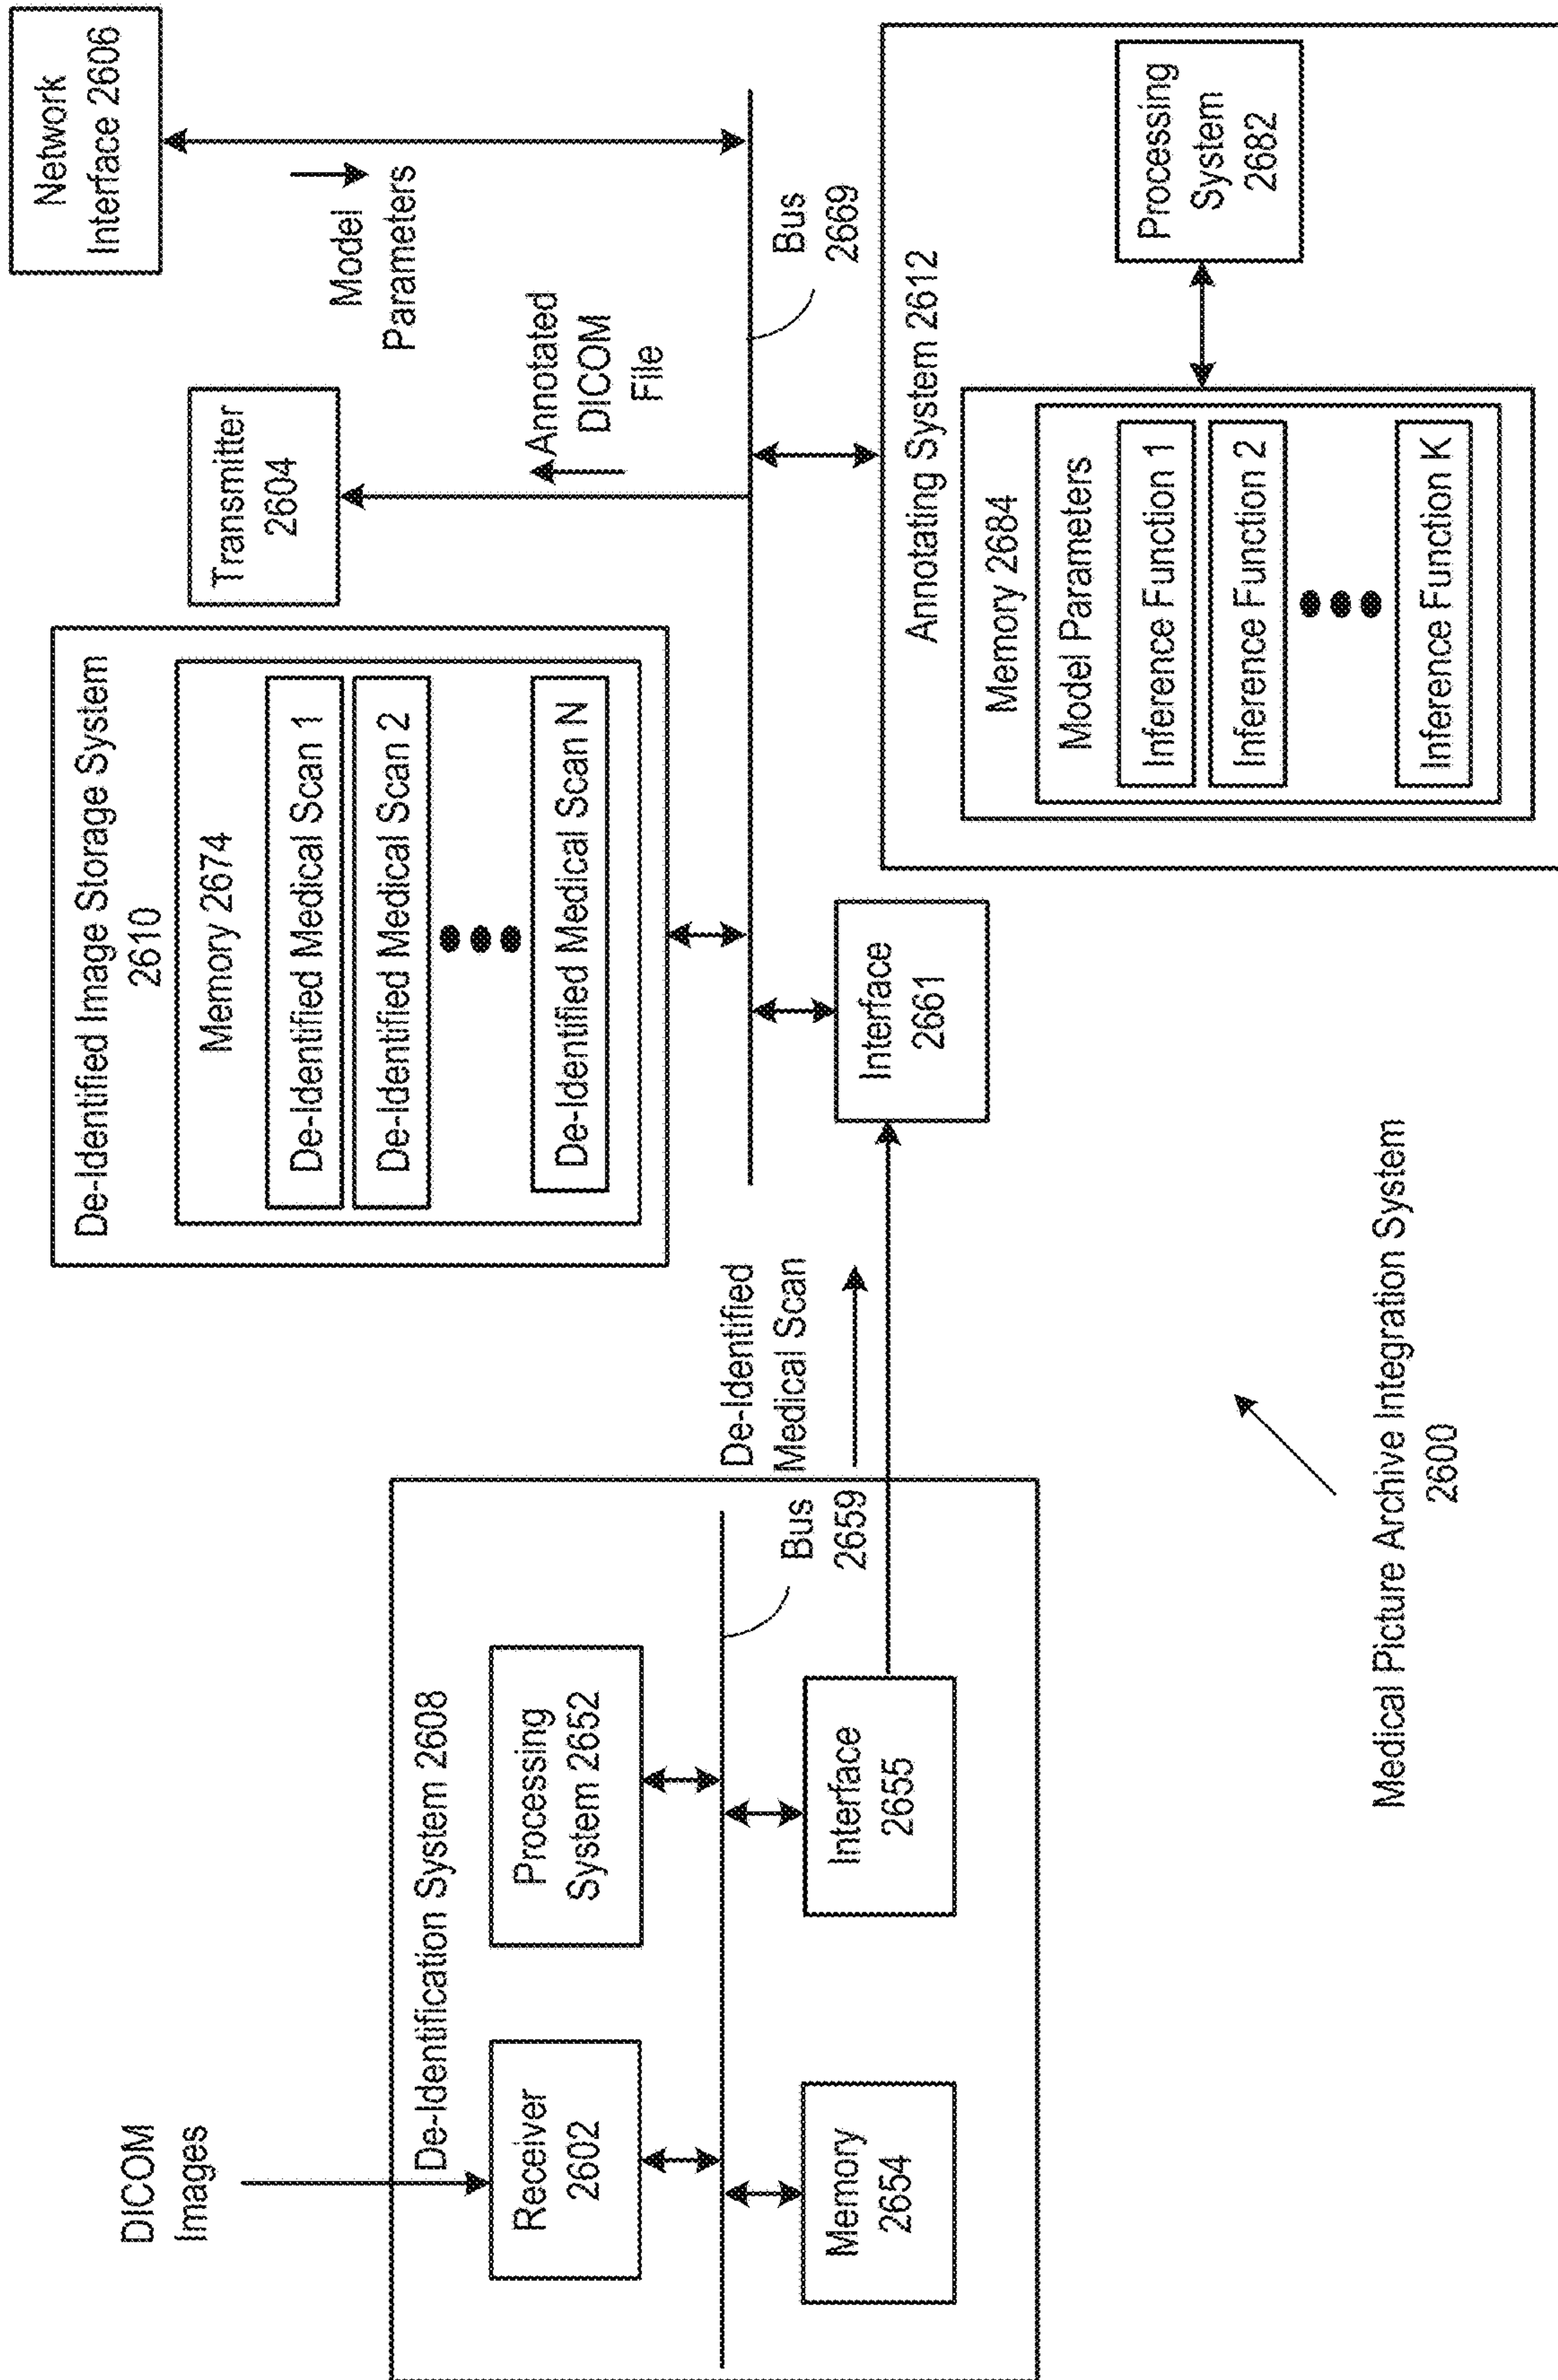 DICOM
Images
De-Identification System 2608
Receiver
2602
Processing
System 2652
Bus
2659
Memory
2654
Interface
2655
De-Identified
Medical Scan
De-Identified Image Storage System
2610
Memory 2674
De-Identified Medical Scan 1
De-Identified Medical Scan 2
De-Identified Medical Scan N
Interface
2661
Transmitter
2604
Annotated
DICOM
File
Network
Interface 2606
Model
Parameters
Bus
2669
Annotating System 2612
Memory 2684
Model Parameters
Inference Function 1
Inference Function 2
Inference Function K
Processing
System
2682
Medical Picture Archive Integration System
2600